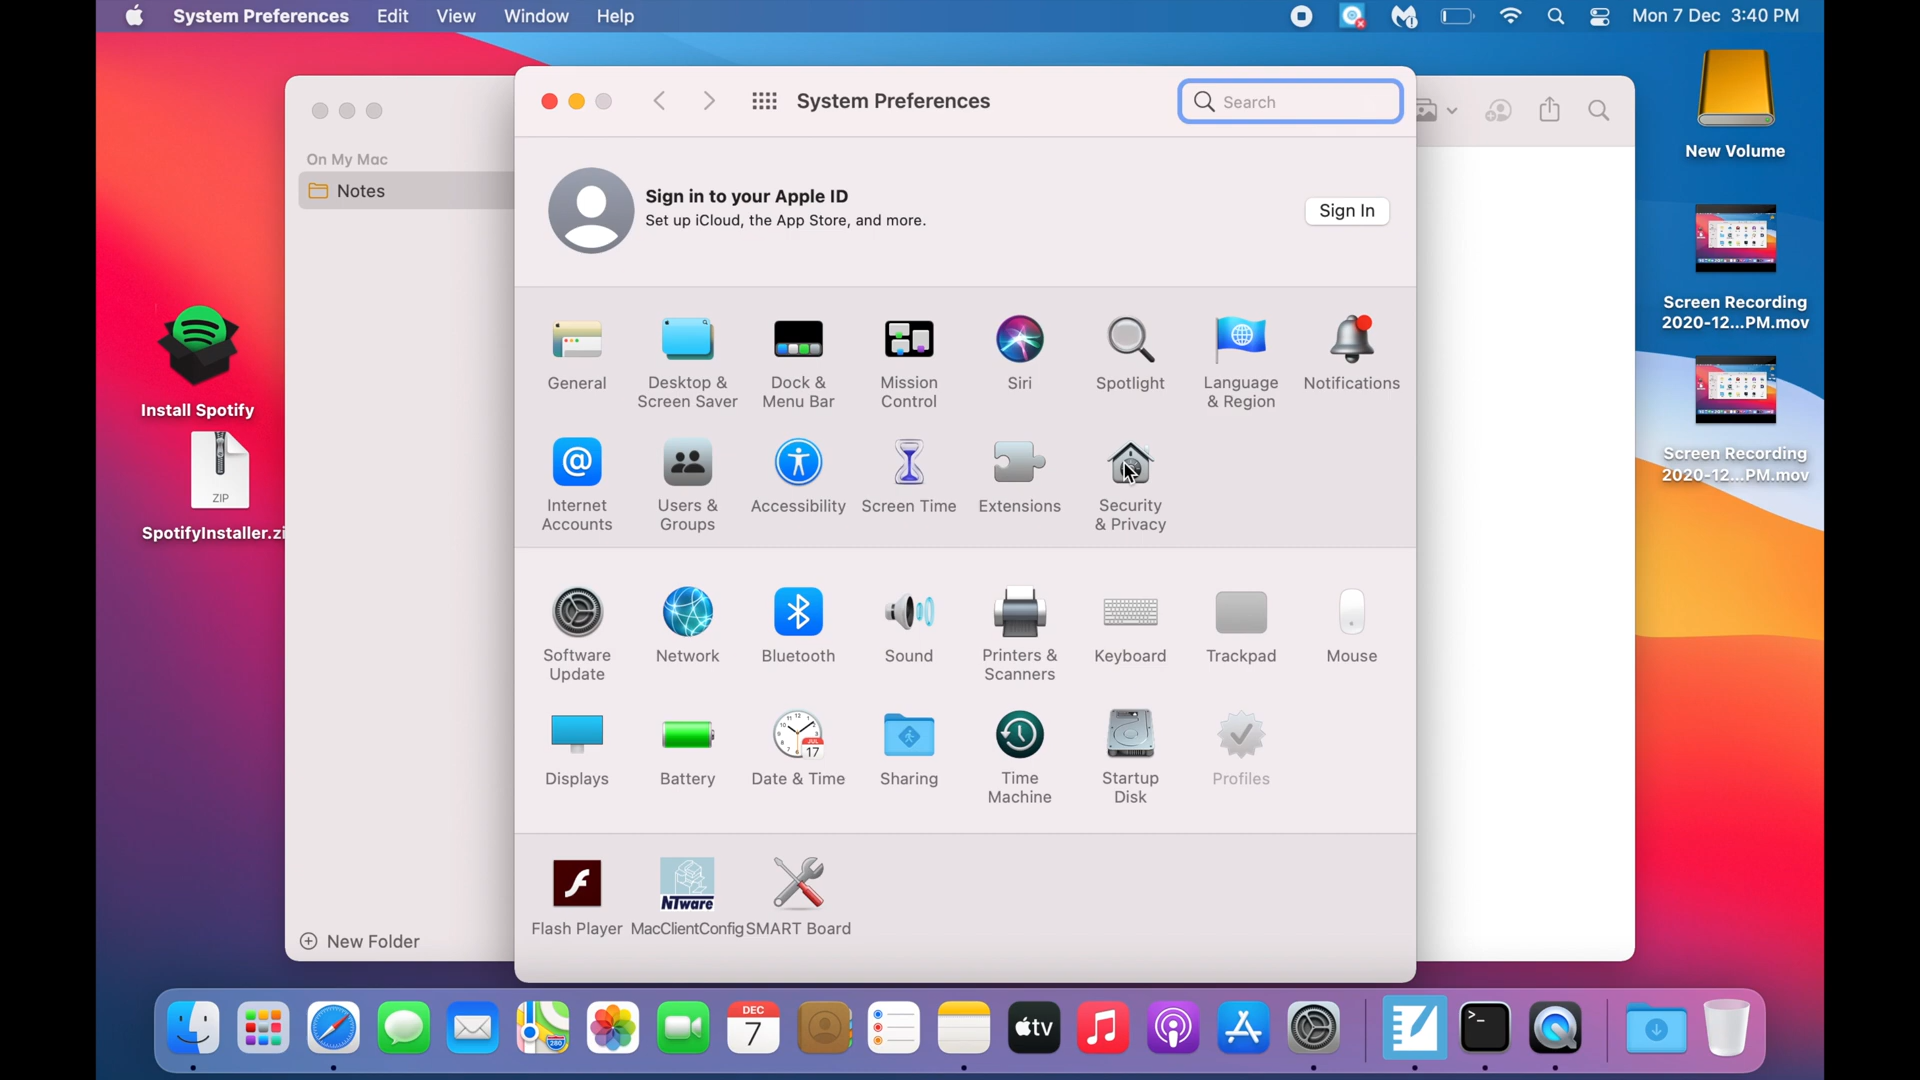 System Preferences Edit View Window Help
Mon 7 Dec 3:40 PM
System Preferences
Search
On My Mac
Notes
New Folder
Sign in to your Apple ID
Set up iCloud, the App Store, and more.
Sign In
General
Desktop &
Screen Saver
Dock &
Menu Bar
Mission
Control
Siri
Spotlight
Language
& Region
Notifications
Internet
Accounts
Users &
Groups
Accessibility
Screen Time
Extensions
Security
& Privacy
Software
Update
Network
Bluetooth
Sound
Printers &
Scanners
Keyboard
Trackpad
Mouse
Displays
Battery
JUL
17
Date & Time
Sharing
Time
Machine
Startup
Disk
Profiles
Flash Player
NTware
MacClientConfig
SMART Board
Install Spotify
ZIP
SpotifyInstaller.zi
New Volume
Screen Recording
2020-12...PM.mov
Screen Recording
2020-12...PM.mov
280
DEC
7
tv
>_